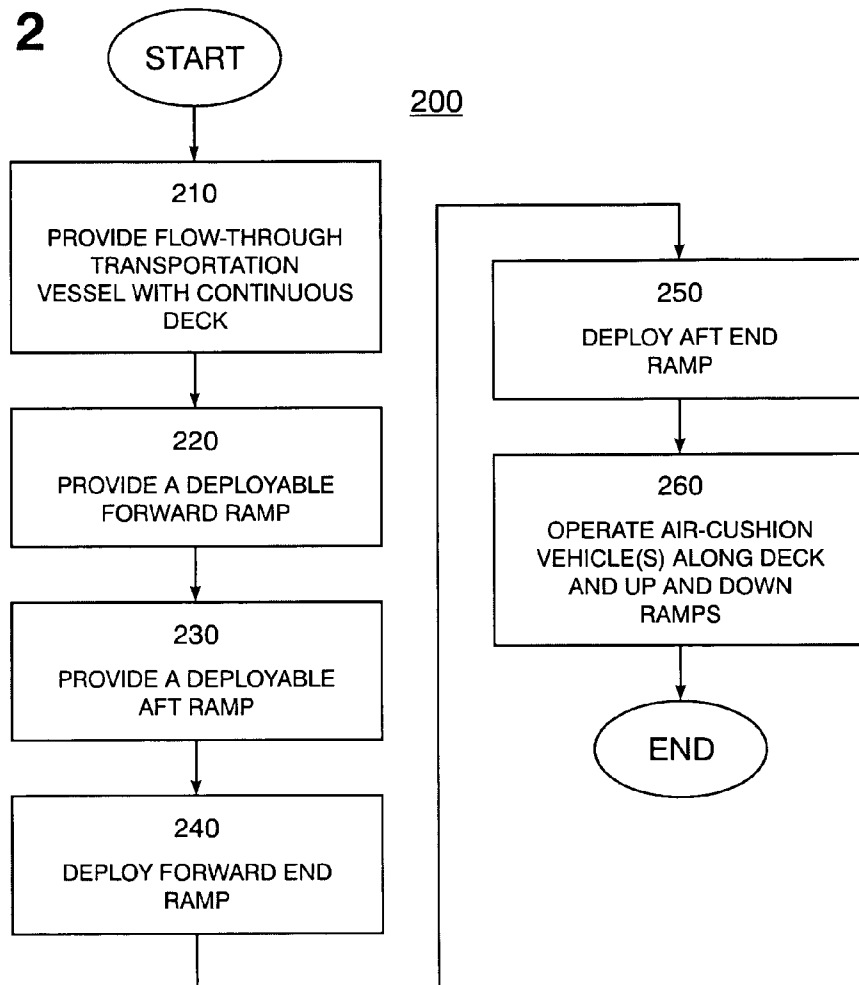 2
START
200
210
PROVIDE FLOW-THROUGH
TRANSPORTATION
VESSEL WITH CONTINUOUS
DECK
220
PROVIDE A DEPLOYABLE
FORWARD RAMP
230
PROVIDE A DEPLOYABLE
AFT RAMP
240
DEPLOY FORWARD END
RAMP
250
DEPLOY AFT END
RAMP
260
OPERATE AIR-CUSHION
VEHICLE(S) ALONG DECK
AND UP AND DOWN
RAMPS
END